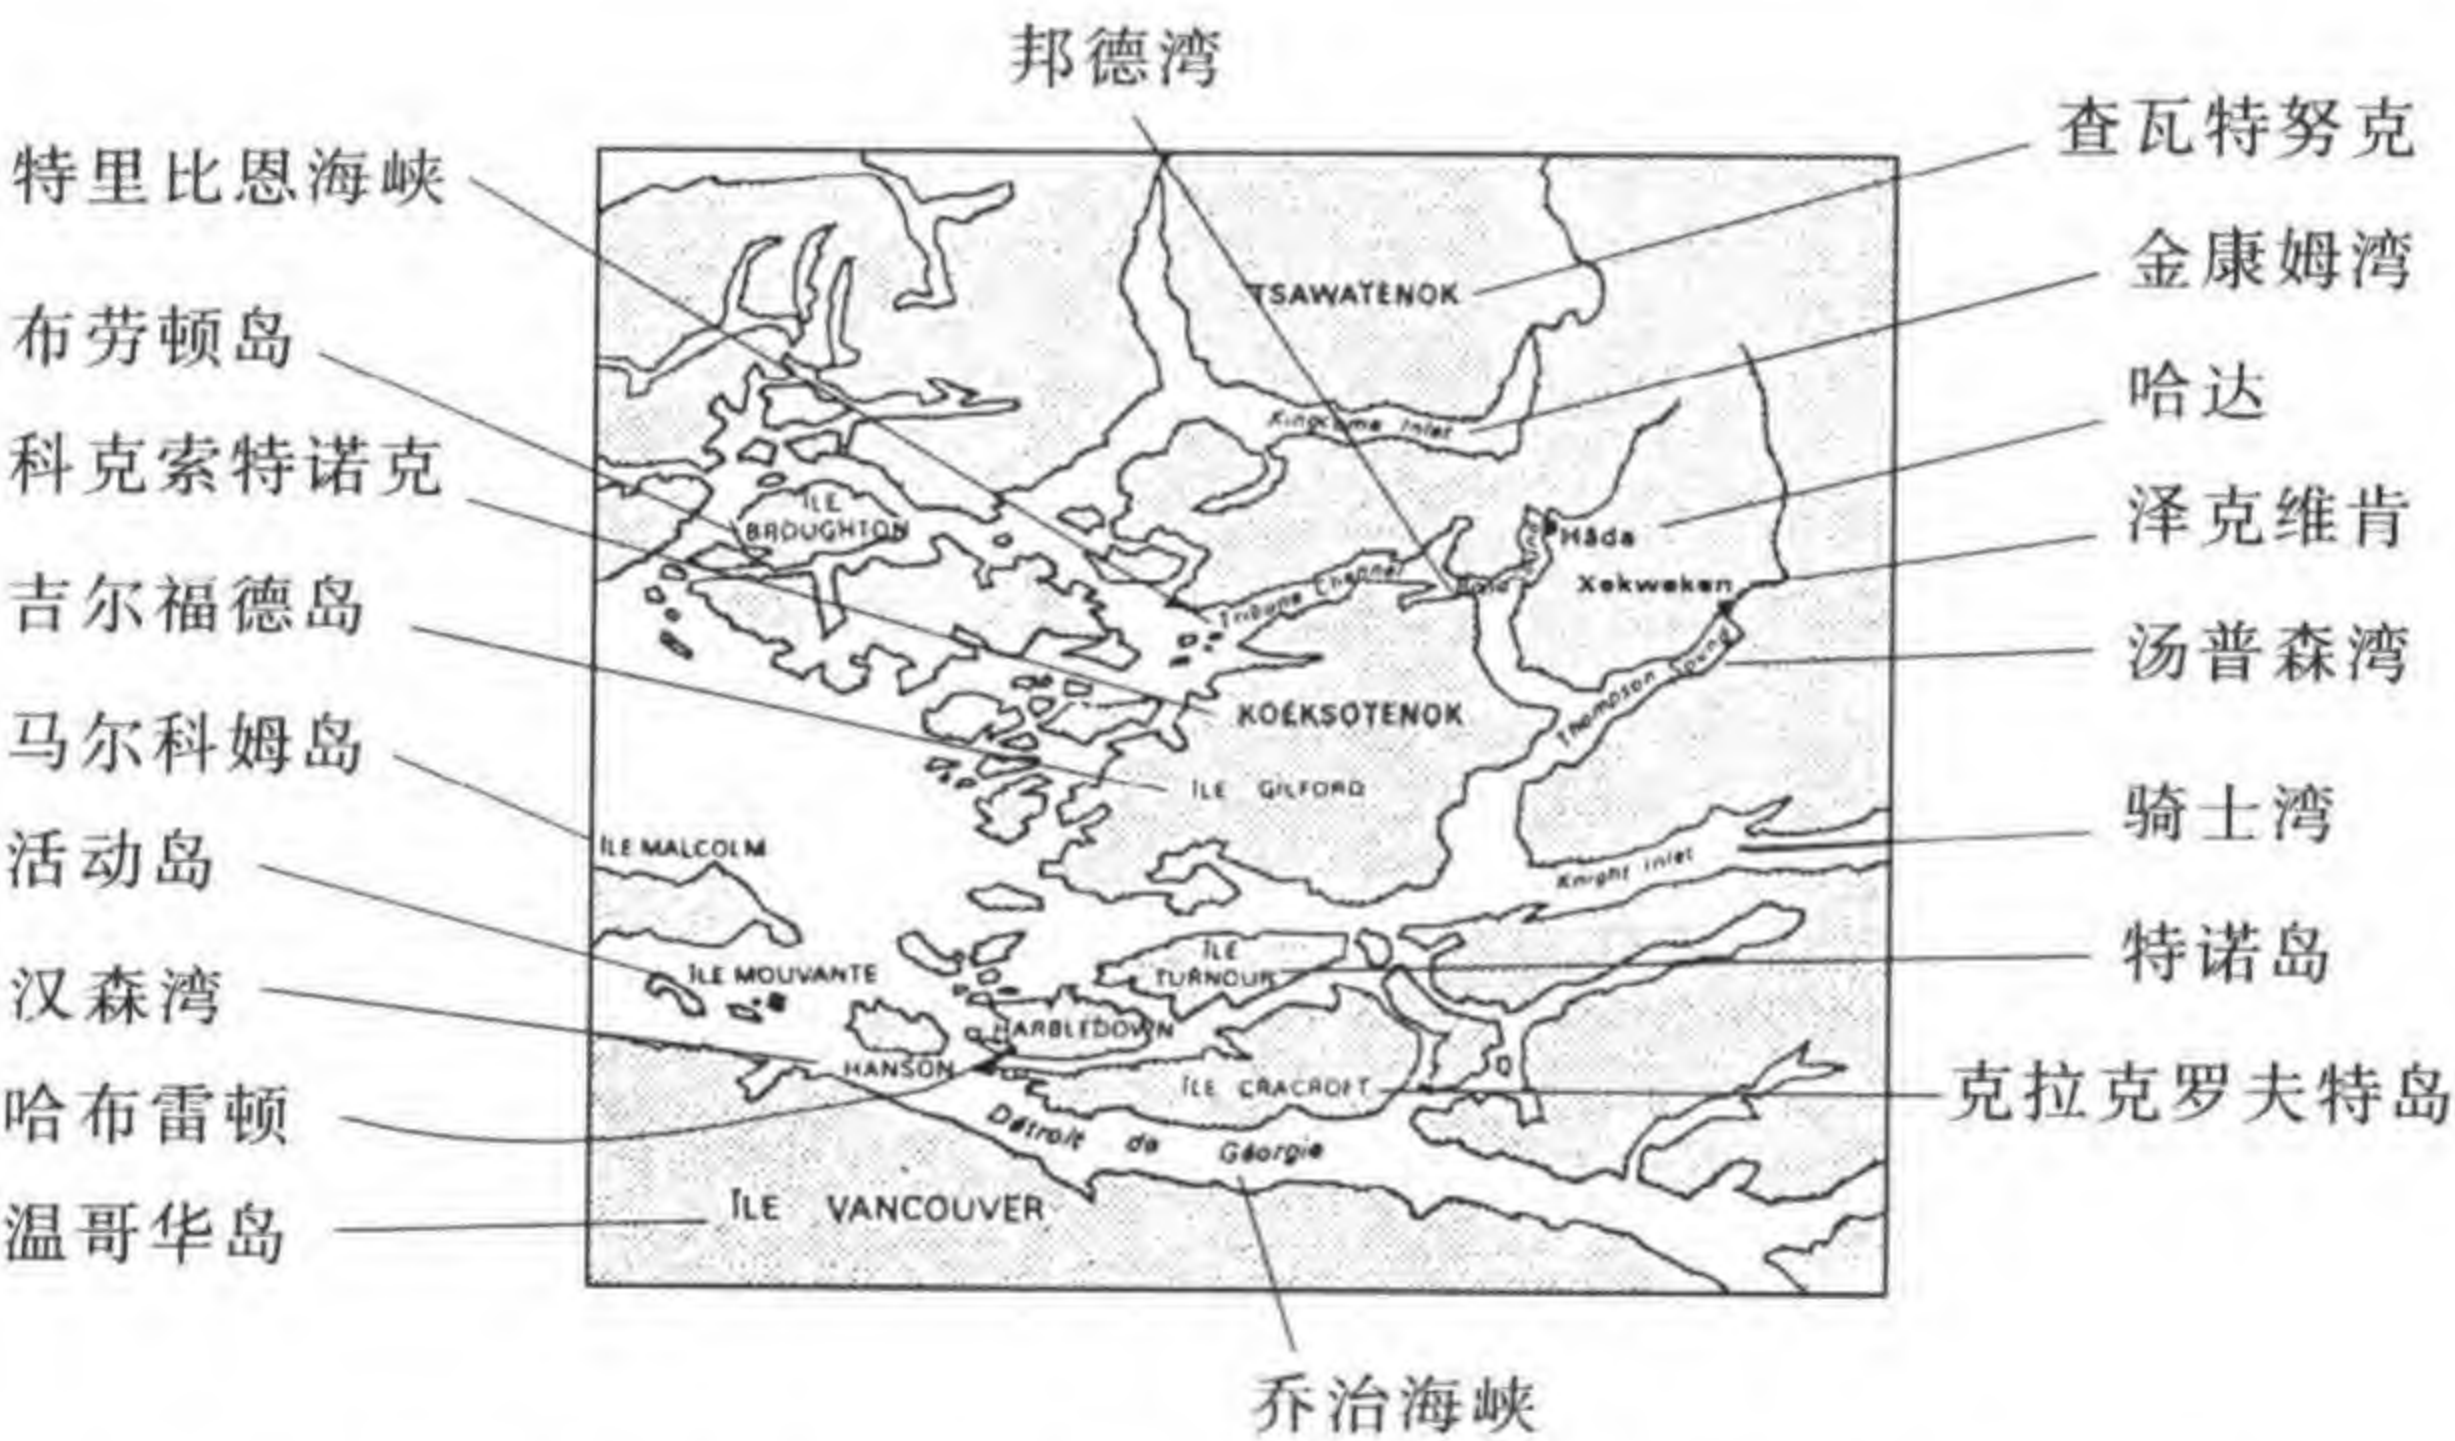 邦德湾
特里比恩海峡
布劳顿岛
科克索特诺克
吉尔福德岛
马尔科姆岛
活动岛
汉森湾
哈布雷顿
温哥华岛
查瓦特努克
金康姆湾
哈达
泽克维肯
汤普森湾
骑士湾
特诺岛
克拉克罗夫特岛
乔治海峡
TSAWATENOK
Kingcome Inlet
ÎLE
BROUGHTON
Hâda
Xekweken
Tribune Channel
Thompson Sound
KOEKSOTENOK
ÎLE GILFORD
ÎLE MALCOLM
Knight Inlet
ÎLE MOUVANTE
ÎLE
TURNOUR
HARBLEDOWN
HANSON
ÎLE CRACROFT
Détroit de Géorgie
ÎLE VANCOUVER